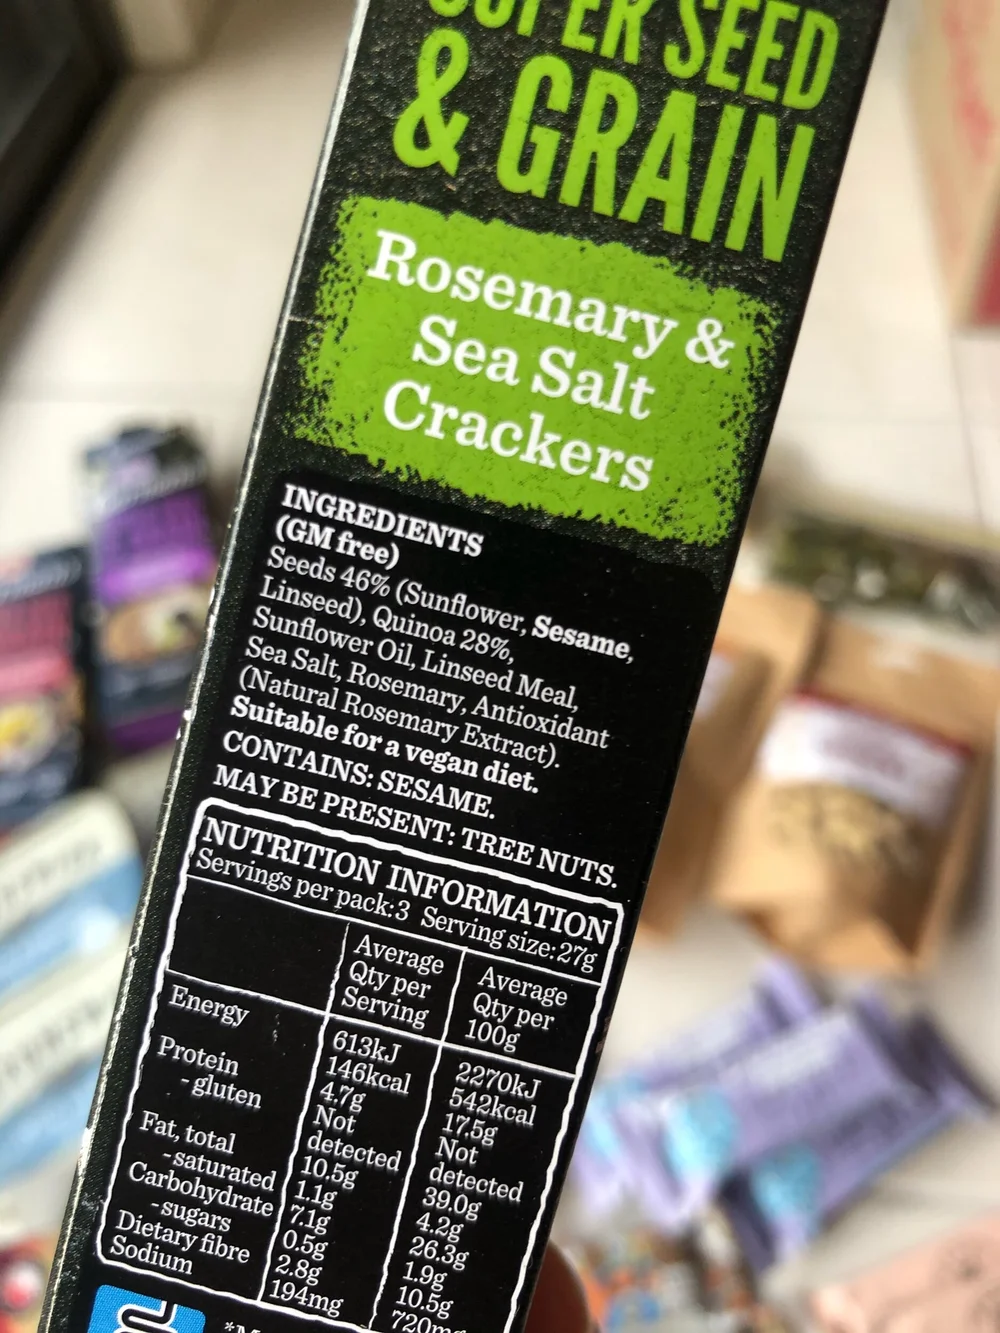 SUPER SEED
& GRAIN
Rosemary &
Sea Salt
Crackers
INGREDIENTS
(GM free)
Seeds 46% (Sunflower, Sesame,
Linseed), Quinoa 28%,
Sunflower Oil, Linseed Meal,
Sea Salt, Rosemary, Antioxidant
(Natural Rosemary Extract).
Suitable for a vegan diet.
CONTAINS: SESAME.
MAY BE PRESENT: TREE NUTS.
NUTRITION INFORMATION
Servings per pack:3 Serving size:27g
Average Qty per Serving Average Qty per 100g
Energy 613kJ 2270kJ
146kcal 542kcal
Protein 4.7g 17.5g
-gluten Not detected Not detected
Fat, total 10.5g 39.0g
-saturated 1.1g 4.2g
Carbohydrate 7.1g 26.3g
-sugars 0.5g 1.9g
Dietary fibre 2.8g 10.5g
Sodium 194mg 720mg